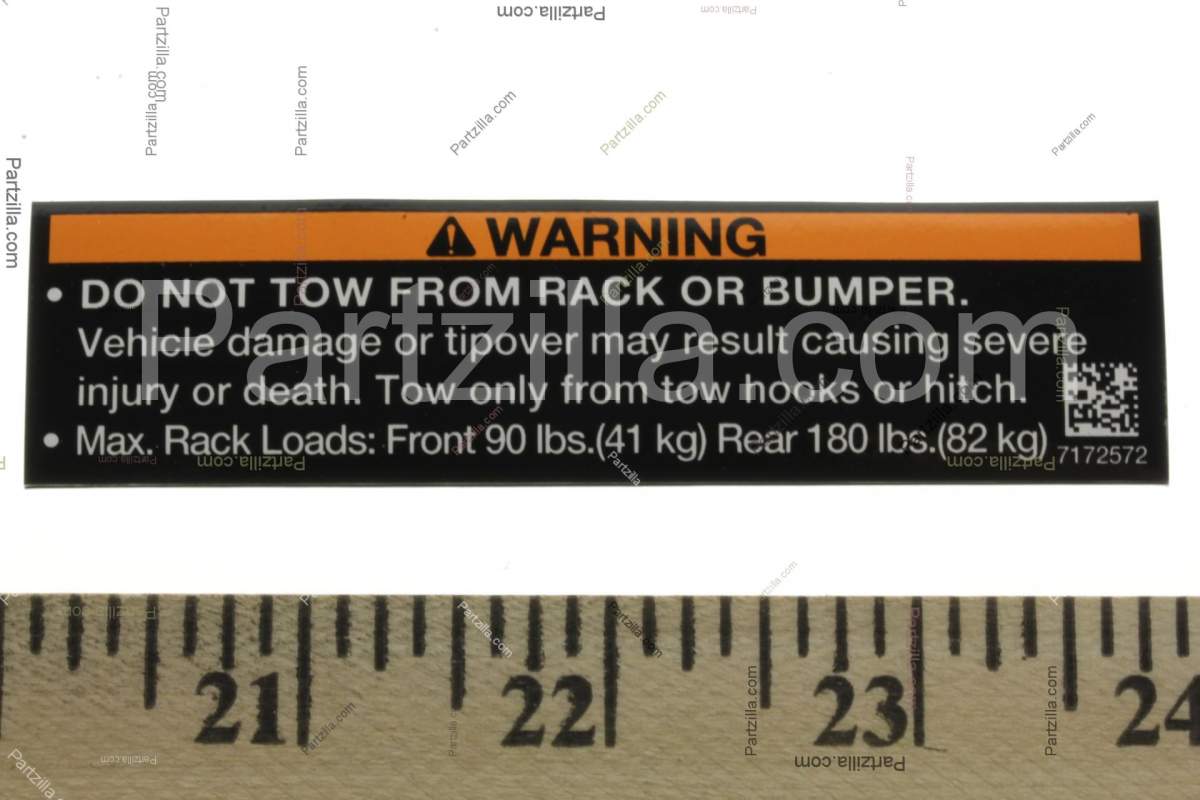 WARNING
• DO NOT TOW FROM RACK OR BUMPER.
Vehicle damage or tipover may result causing severe
injury or death. Tow only from tow hooks or hitch.
• Max. Rack Loads: Front 90 lbs.(41 kg) Rear 180 lbs.(82 kg)
7172572
Partzilla.com
21 22 23 24